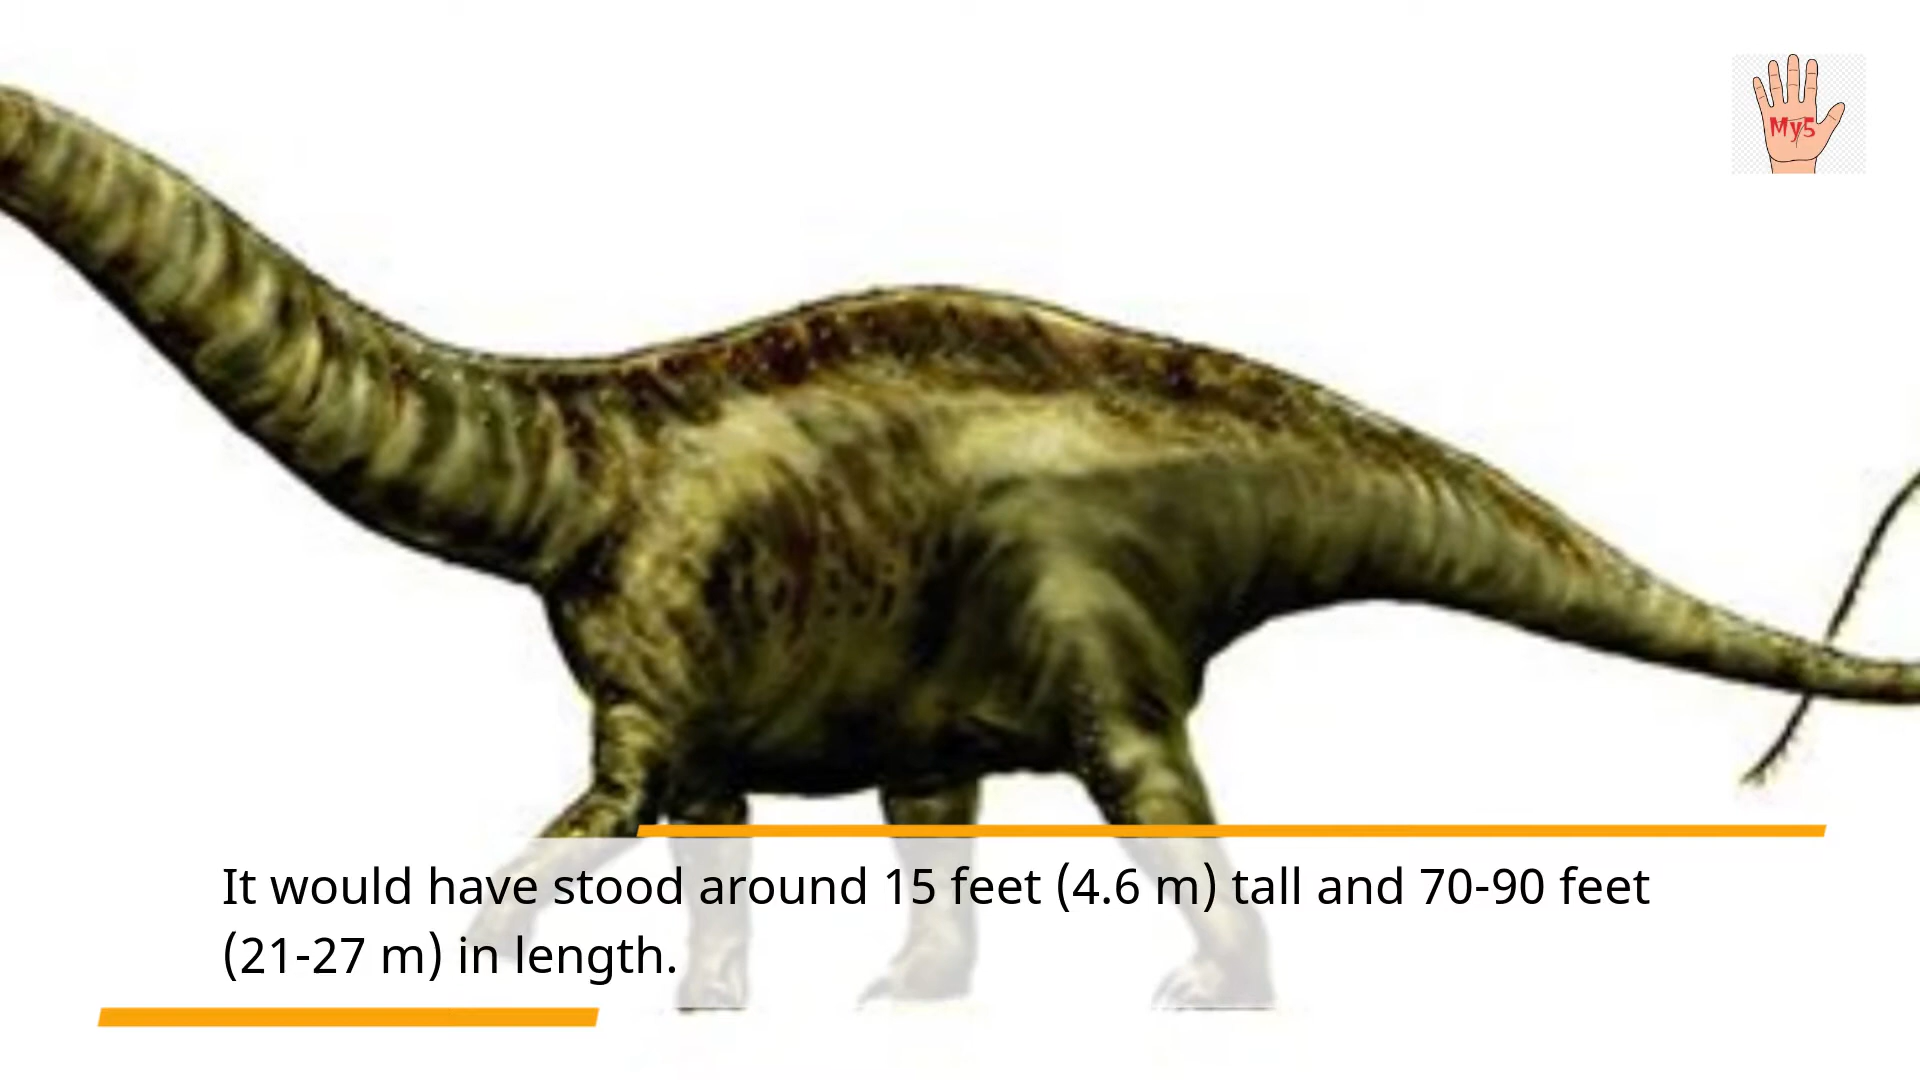 My5
It would have stood around 15 feet (4.6 m) tall and 70-90 feet
(21-27 m) in length.